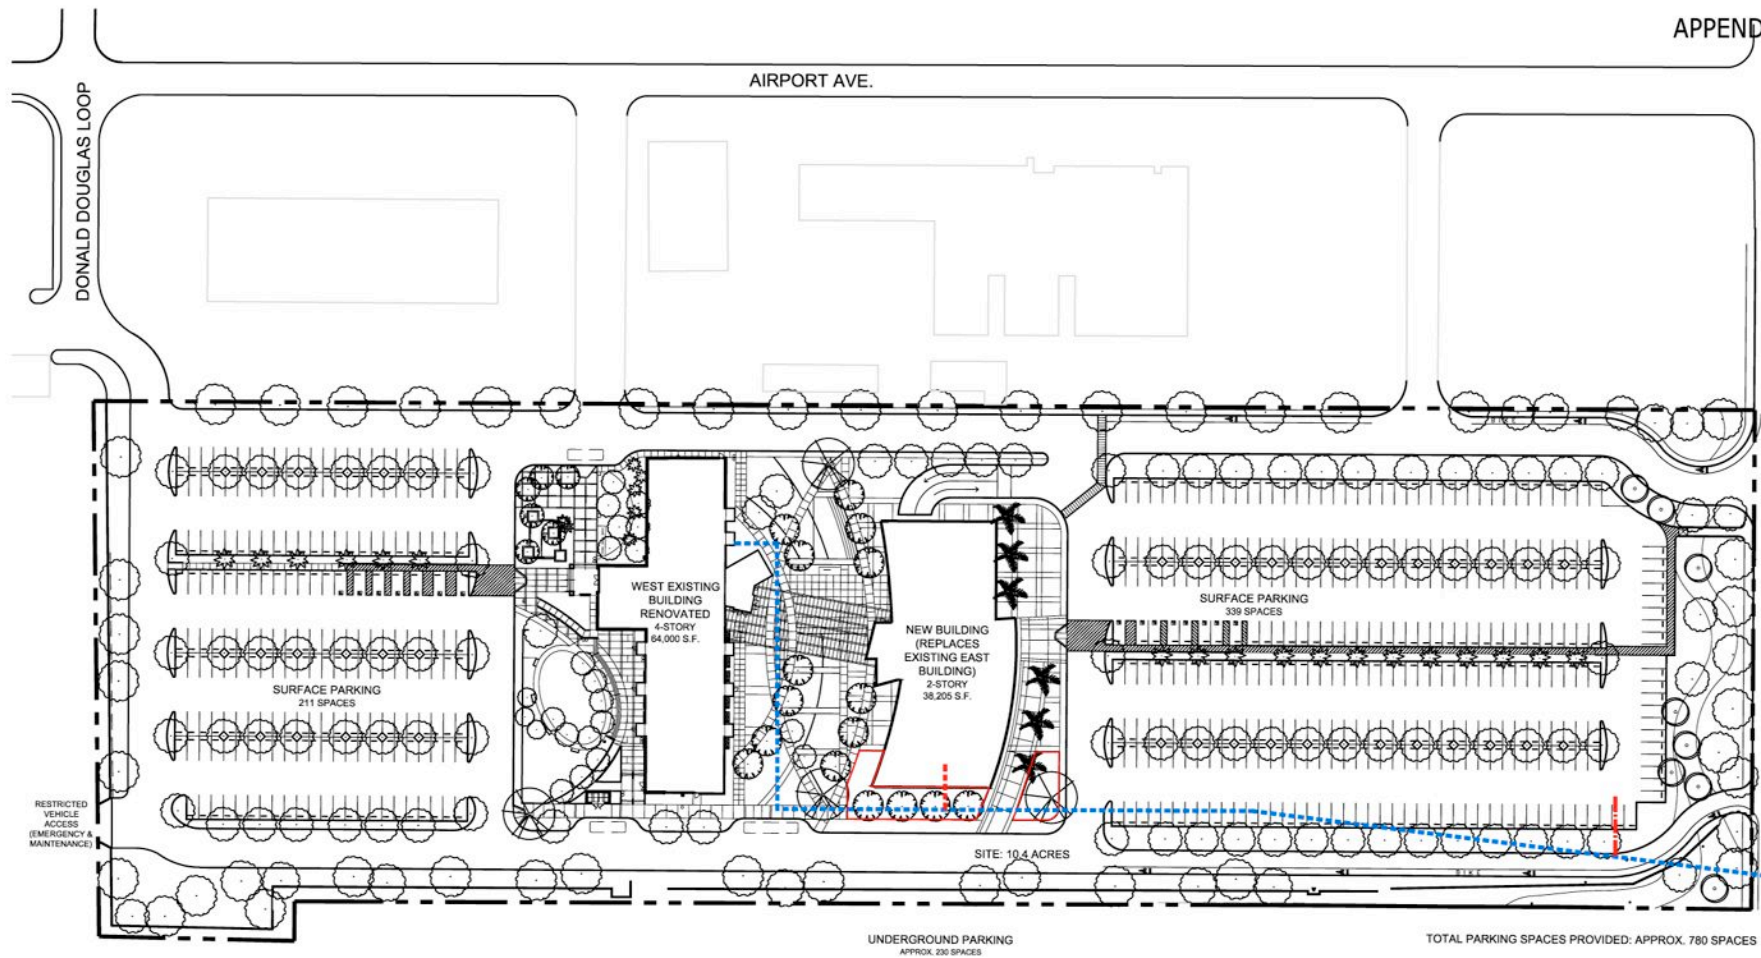 APPEND
AIRPORT AVE.
DONALD DOUGLAS LOOP
WEST EXISTING
BUILDING
RENOVATED
4-STORY
64,000 S.F.
NEW BUILDING
(REPLACES
EXISTING EAST
BUILDING)
2-STORY
38,205 S.F.
SURFACE PARKING
339 SPACES
SURFACE PARKING
211 SPACES
RESTRICTED
VEHICLE
ACCESS
(EMERGENCY &
MAINTENANCE)
SITE: 10.4 ACRES
UNDERGROUND PARKING
APPROX. 230 SPACES
TOTAL PARKING SPACES PROVIDED: APPROX. 780 SPACES